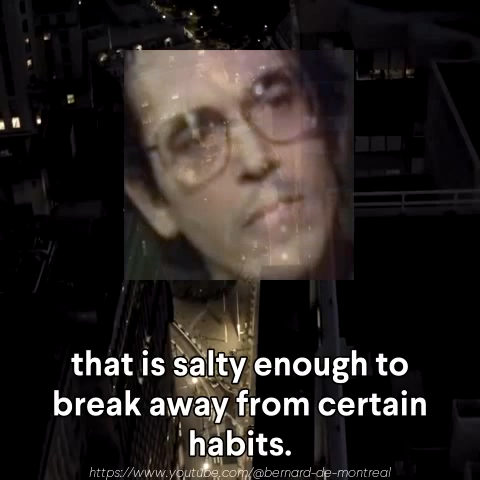 that is salty enough to
break away from certain
habits.
https://www.youtube.com/@bernard-de-montreal